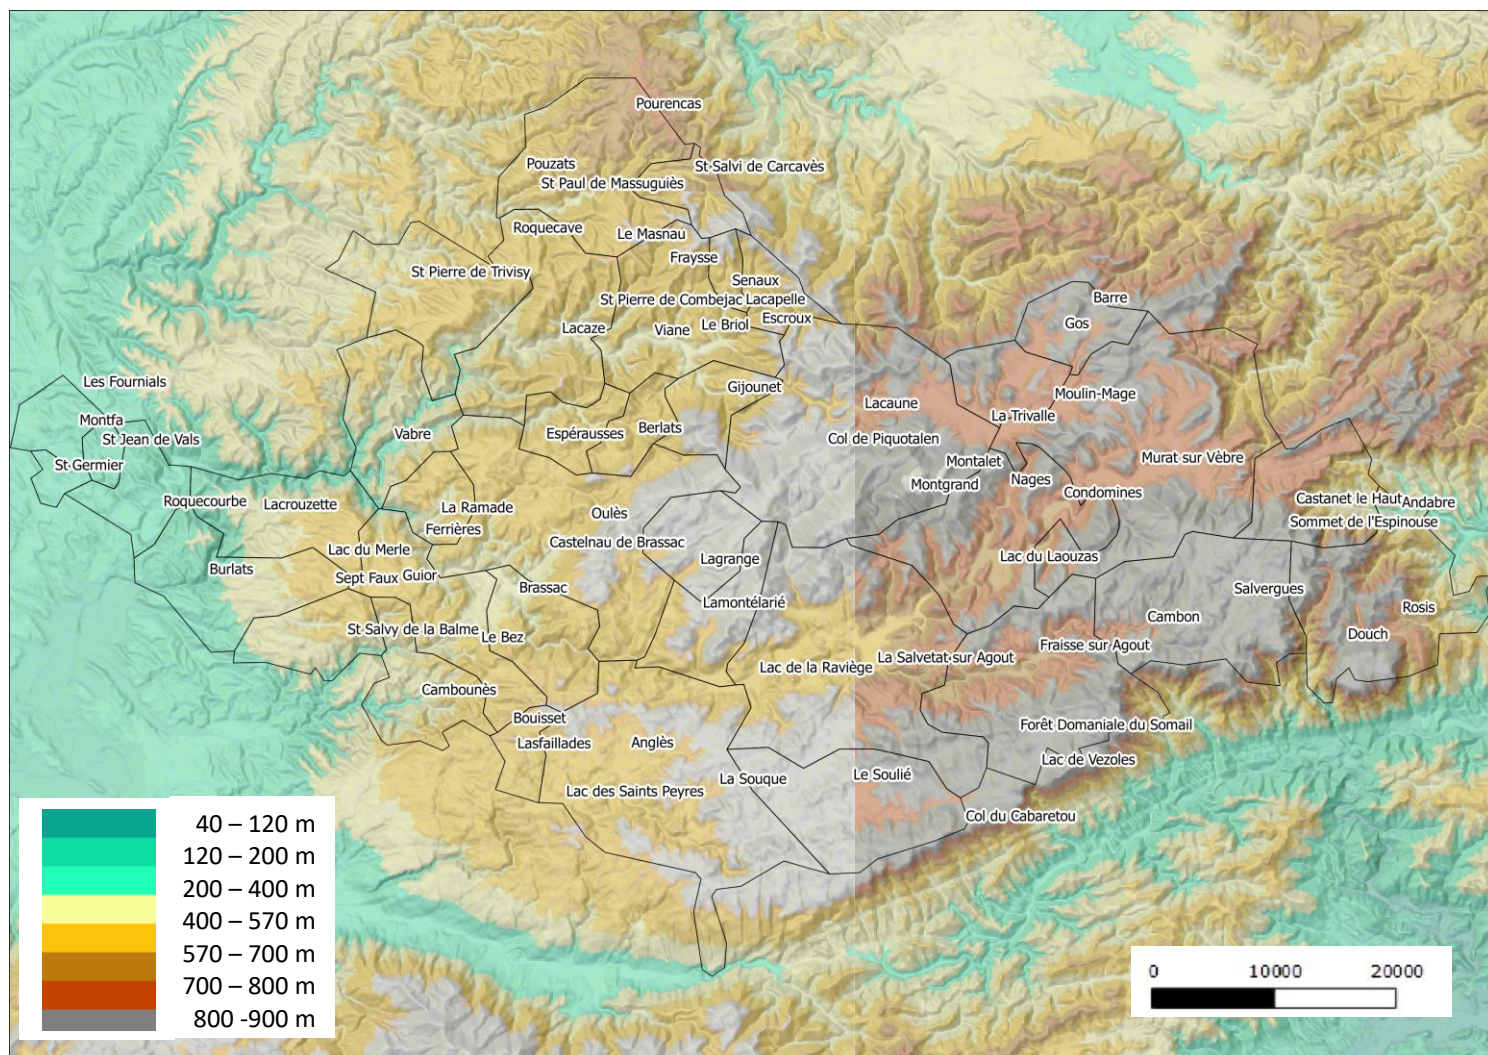 Pourencas
Pouzats
St Salvi de Carcavès
St Paul de Massuguiès
Roquecave
Le Masnau
Fraysse
St Pierre de Trivisy
Senaux
St Pierre de Combejac
Lacapelle
Barre
Lacaze
Viane
Le Briol
Escroux
Gos
Les Fournials
Gijounet
Lacaune
Moulin-Mage
La Trivalle
Montfa
St Jean de Vals
Vabre
Espérausses
Berlats
Col de Piquotalen
St Germier
Montalet
Murat sur Vèbre
Roquecourbe
Lacrouzette
La Ramade
Oulès
Montgrand
Nages
Condomines
Castanet le Haut
Andabre
Ferrières
Sommet de l'Espinouse
Lac du Merle
Castelnau de Brassac
Lagrange
Lac du Laouzas
Burlats
Sept Faux
Guior
Brassac
Salvergues
Lamontélarié
Cambon
Rosis
St Salvy de la Balme
Le Bez
Fraisse sur Agout
Douch
Lac de la Raviège
La Salvetat sur Agout
Cambounès
Bouisset
Forêt Domaniale du Somail
Lasfaillades
Anglès
Lac de Vezoles
La Souque
Le Soulié
Lac des Saints Peyres
Col du Cabaretou
40 – 120 m
120 – 200 m
200 – 400 m
400 – 570 m
570 – 700 m
700 – 800 m
800 -900 m
0 10000 20000